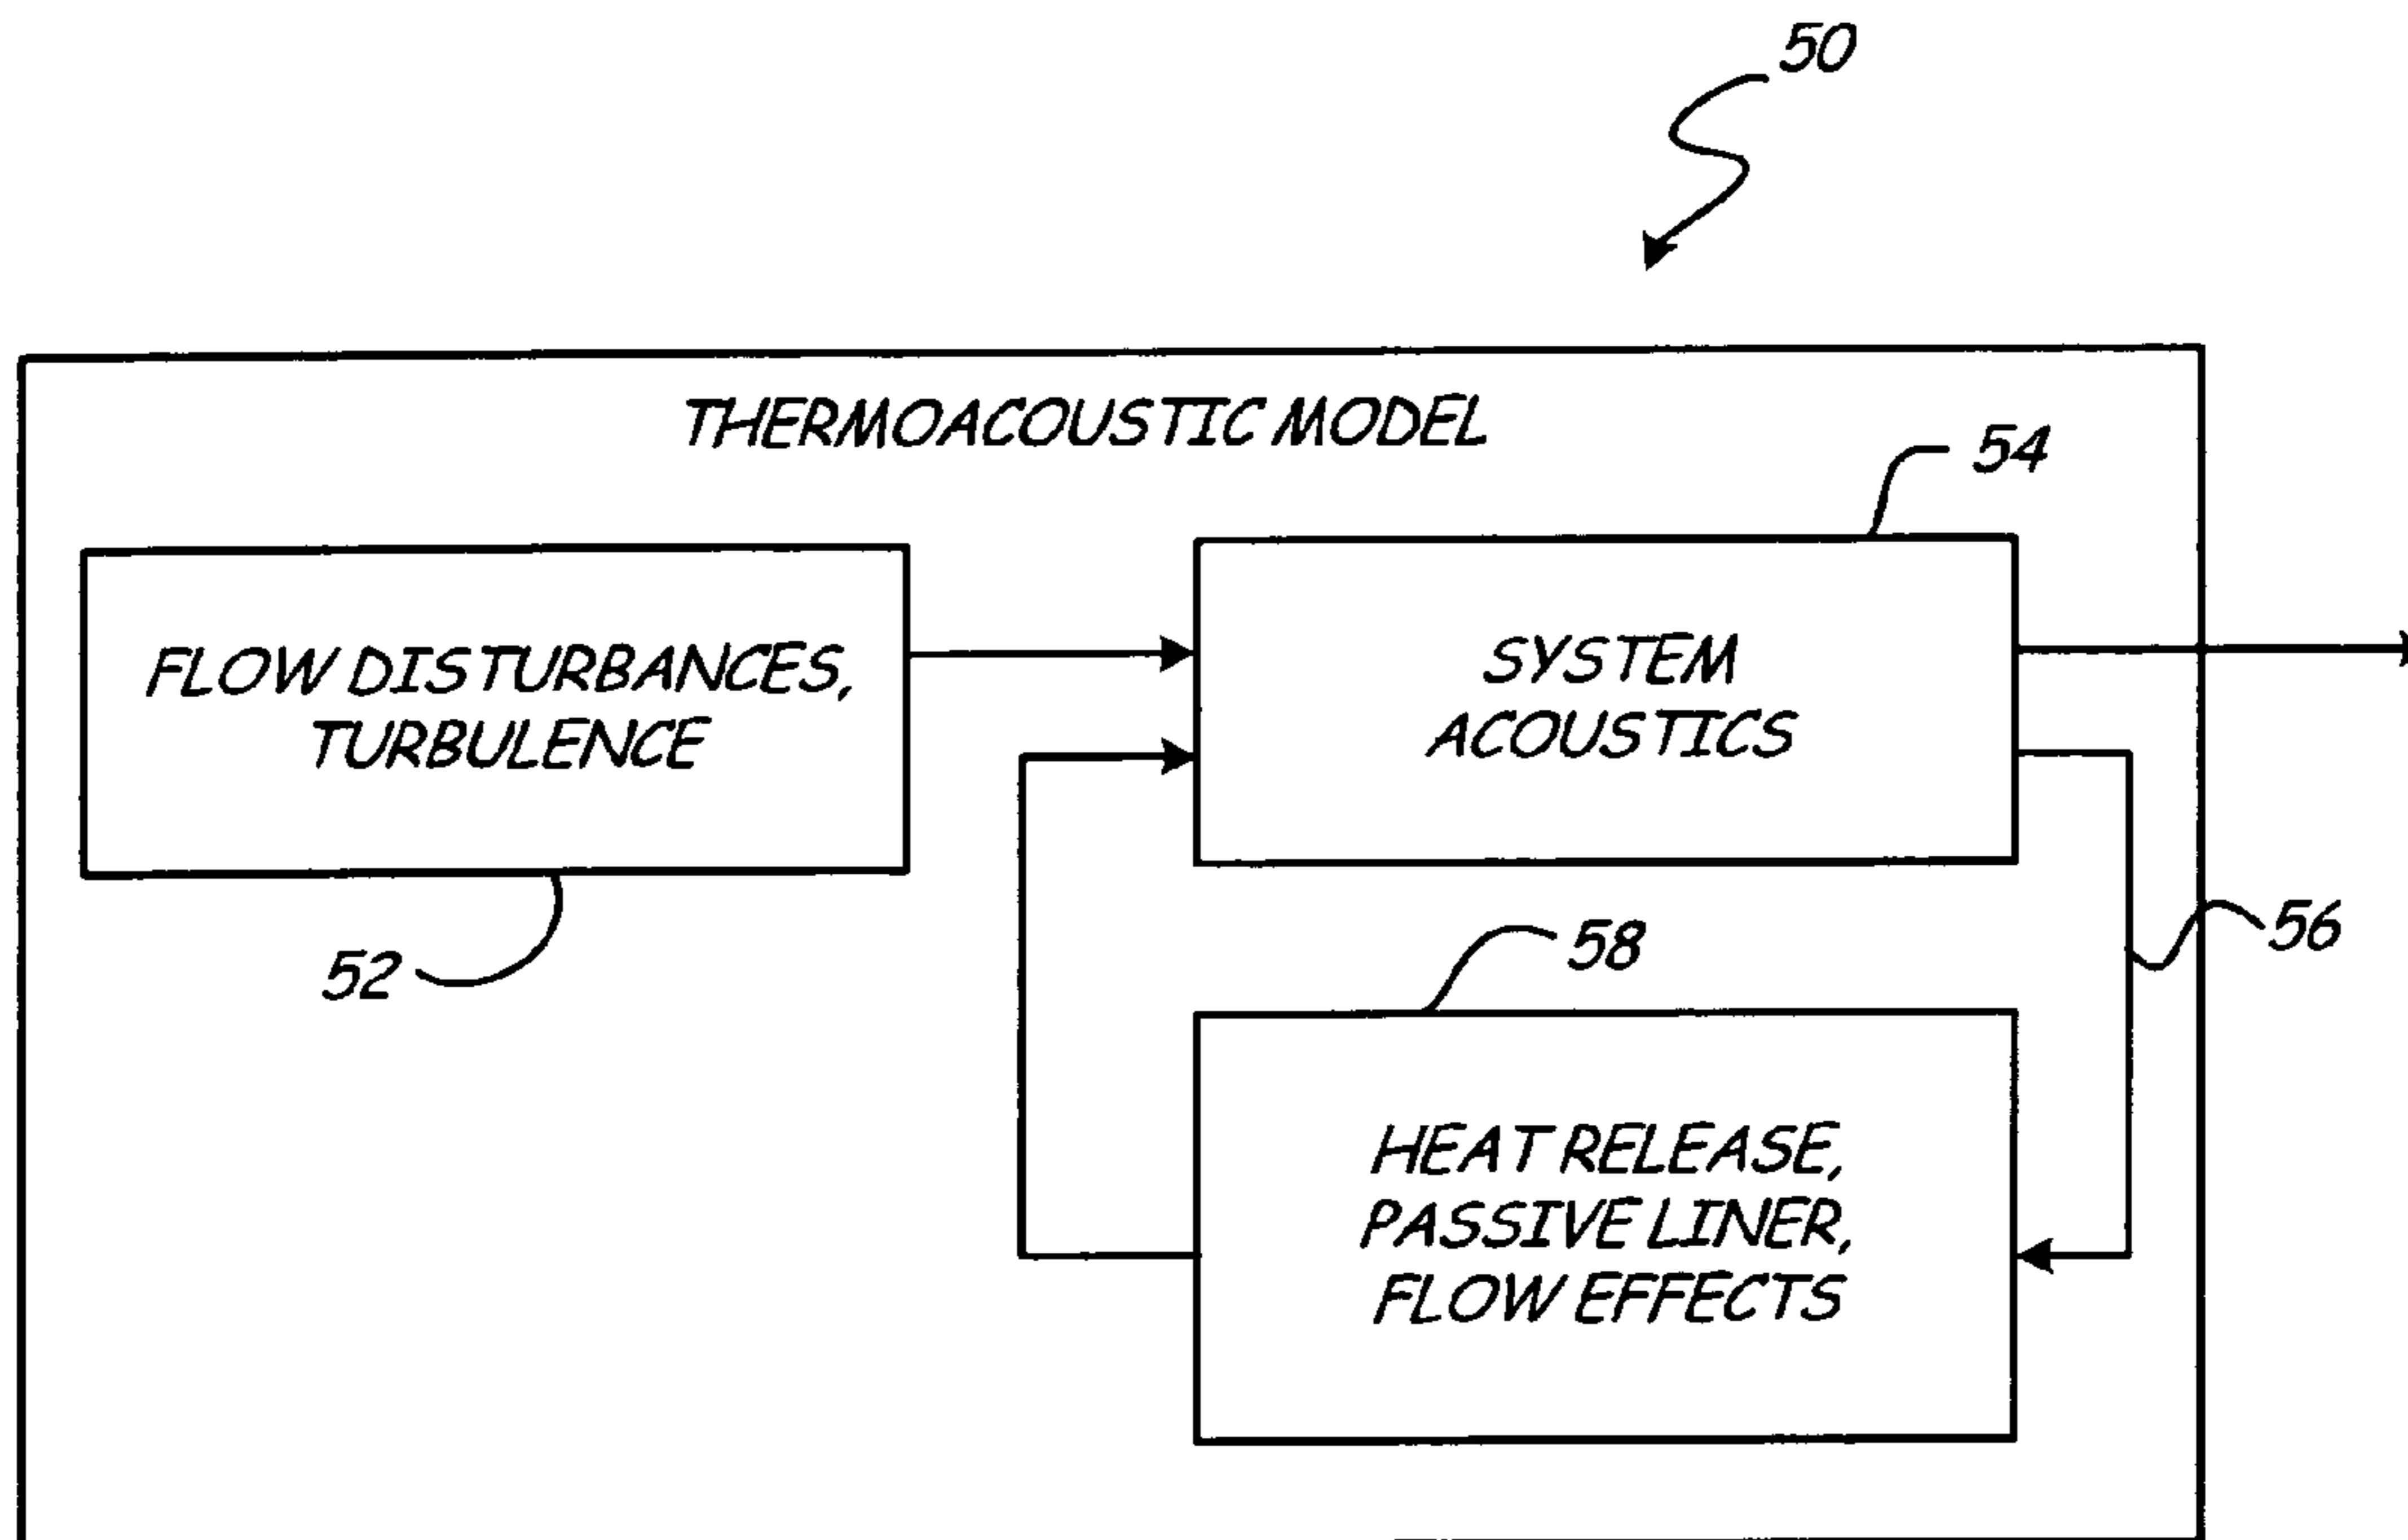 50
THERMOACOUSTIC MODEL
54
FLOW DISTURBANCES,
TURBULENCE
SYSTEM
ACOUSTICS
52
58
56
HEAT RELEASE,
PASSIVE LINER,
FLOW EFFECTS